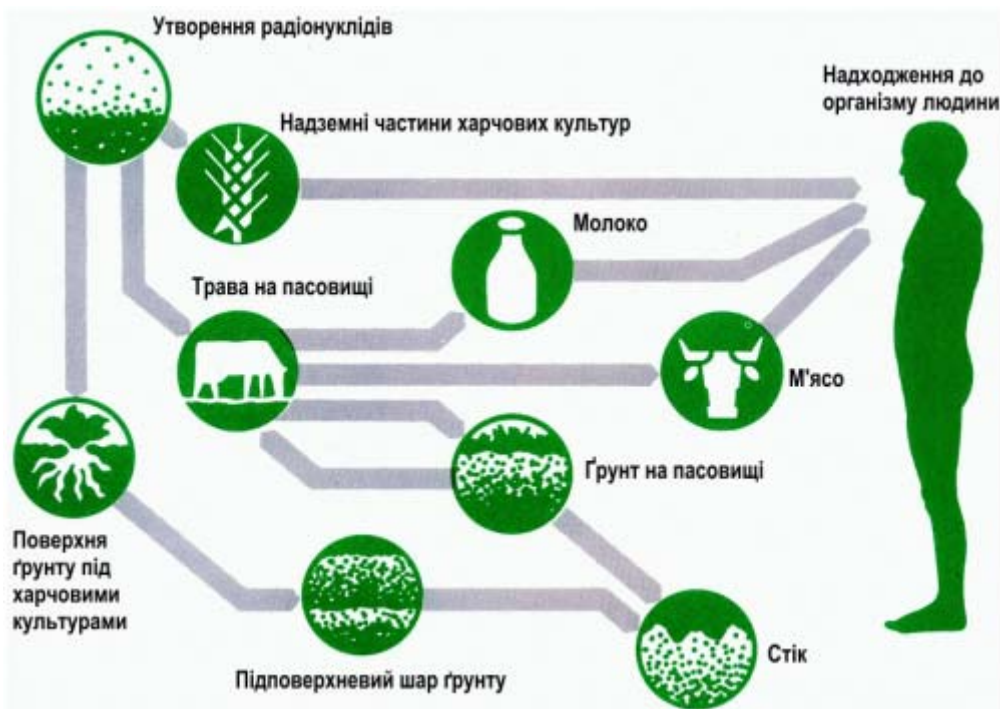 Утворення радіонуклідів
Надходження до
організму людини
Надземні частини харчових культур
Молоко
Трава на пасовищі
М'ясо
Ґрунт на пасовищі
Поверхня
ґрунту під
харчовими
культурами
Підповерхневий шар ґрунту
Стік